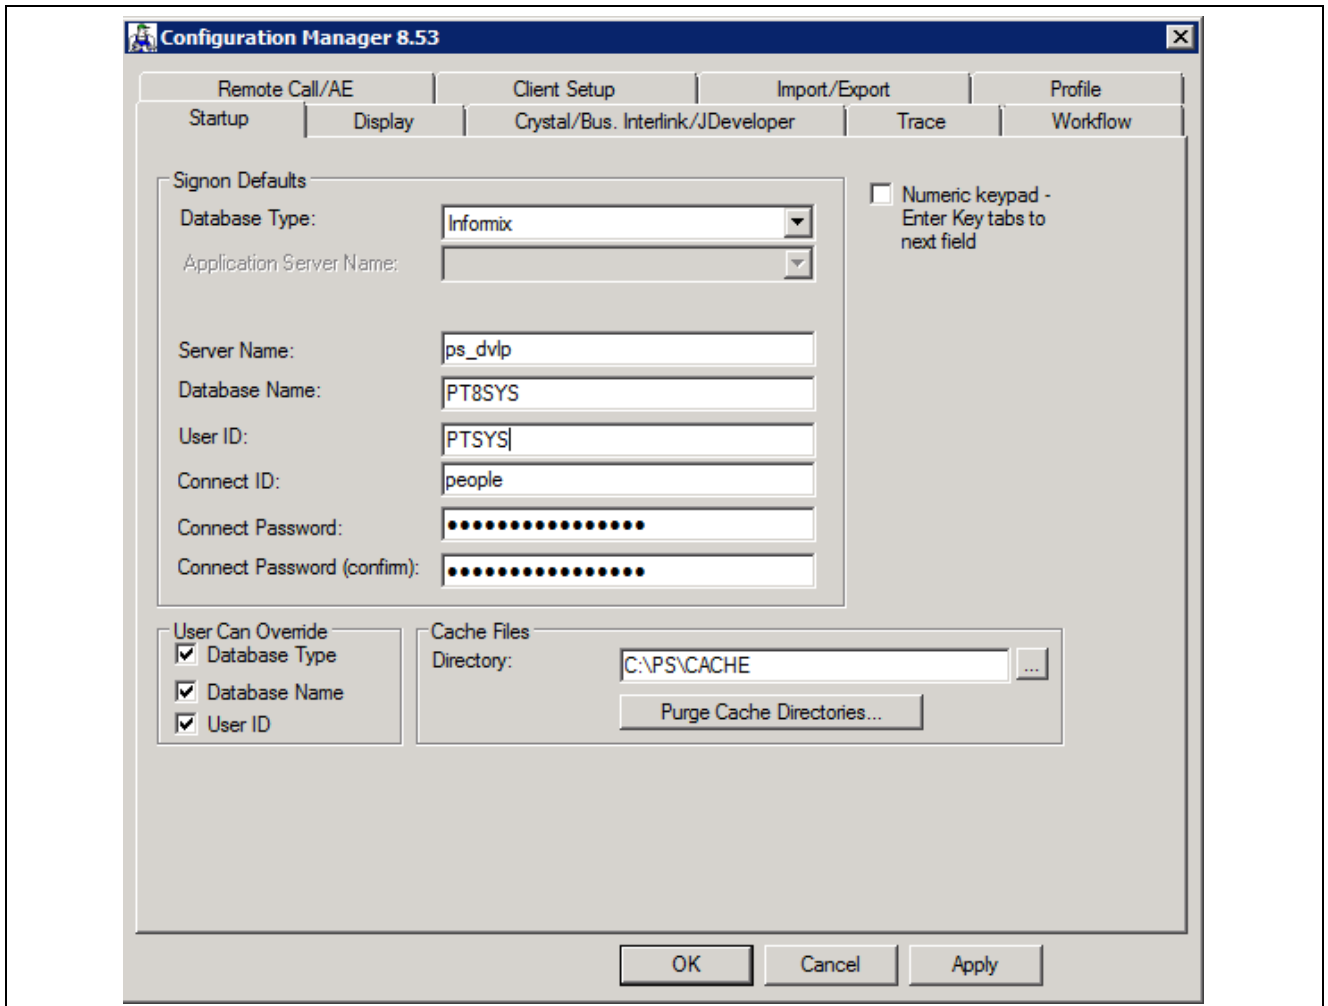 Configuration Manager 8.53
Remote Call/AE Client Setup Import/Export Profile
Startup Display Crystal/Bus. Interlink/JDeveloper Trace Workflow
Signon Defaults
Database Type: Informix
Application Server Name:
Numeric keypad -
Enter Key tabs to
next field
Server Name: ps_dvlp
Database Name: PT8SYS
User ID: PTSYS
Connect ID: people
Connect Password: ●●●●●●●●●●●●●●●●
Connect Password (confirm): ●●●●●●●●●●●●●●●●
User Can Override
Database Type
Database Name
User ID
Cache Files
Directory: C:\PS\CACHE ...
Purge Cache Directories...
OK Cancel Apply